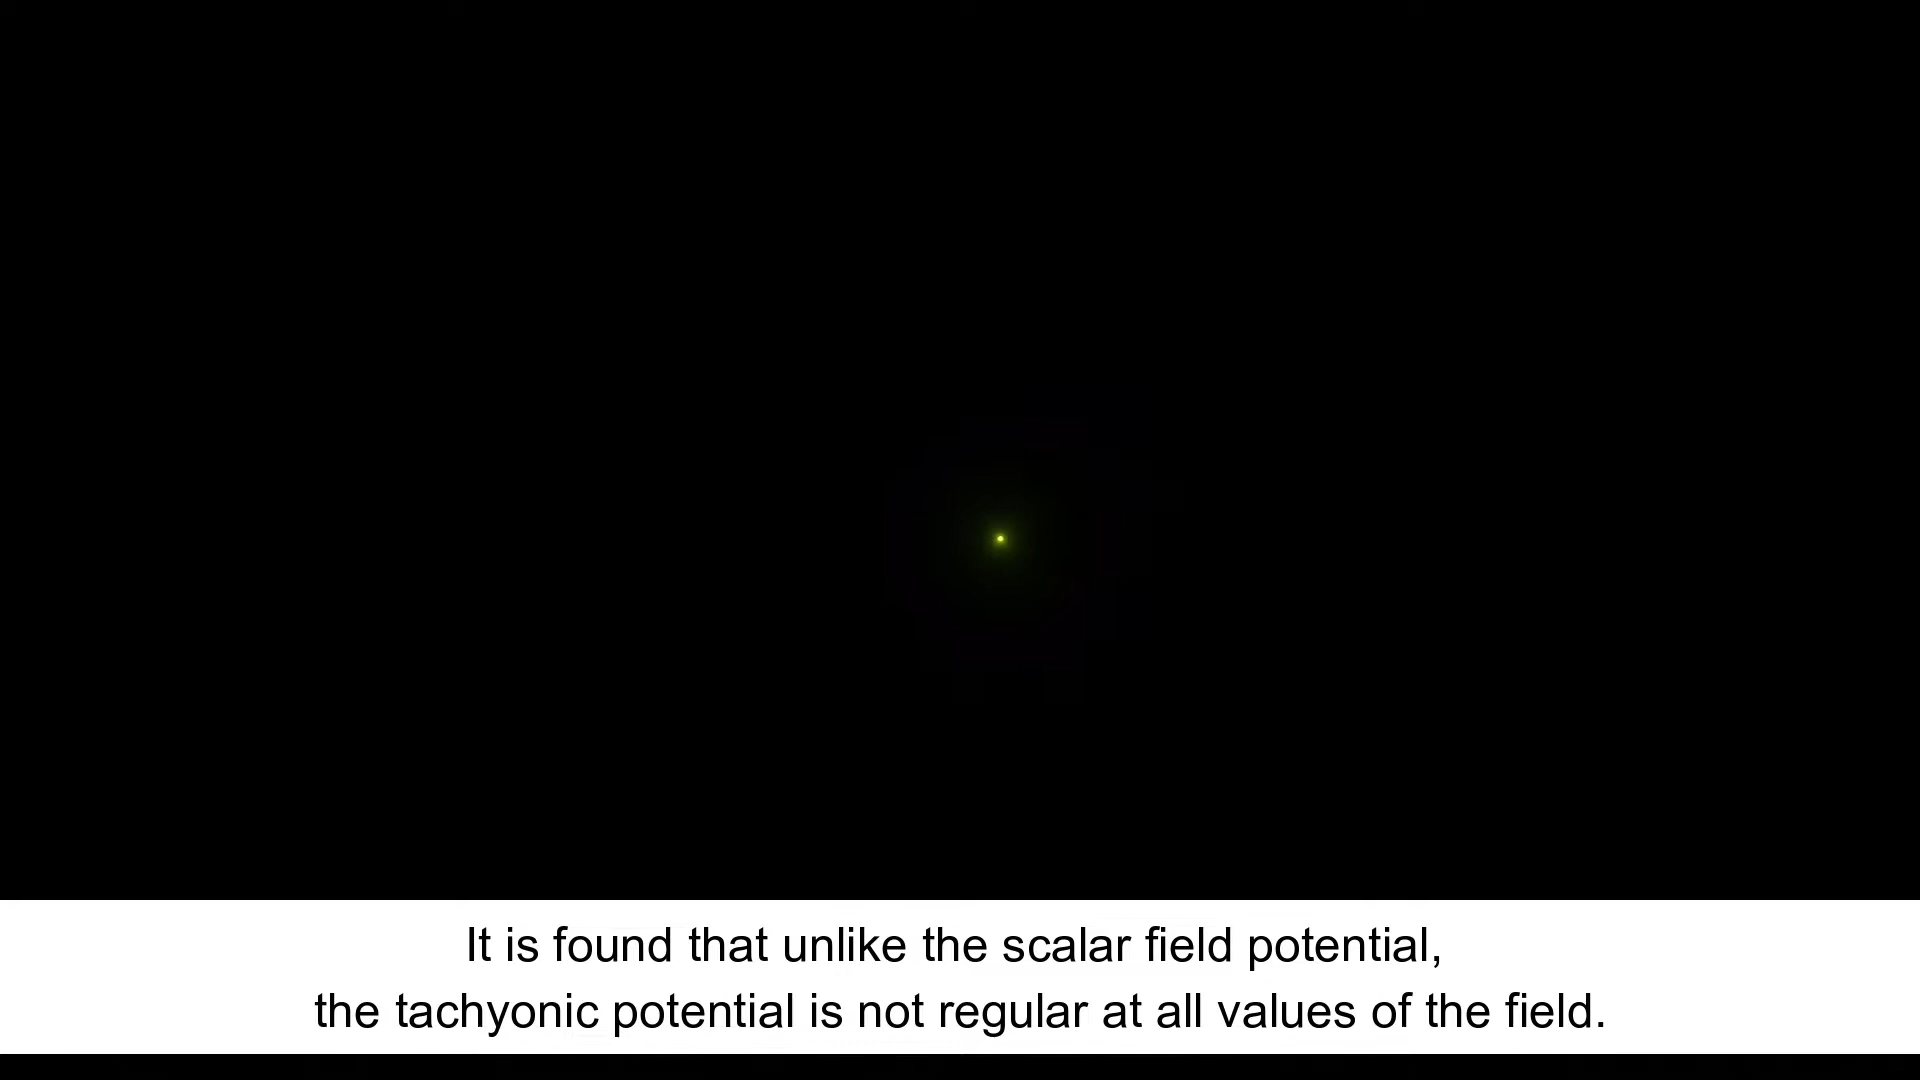 It is found that unlike the scalar field potential,
the tachyonic potential is not regular at all values of the field.